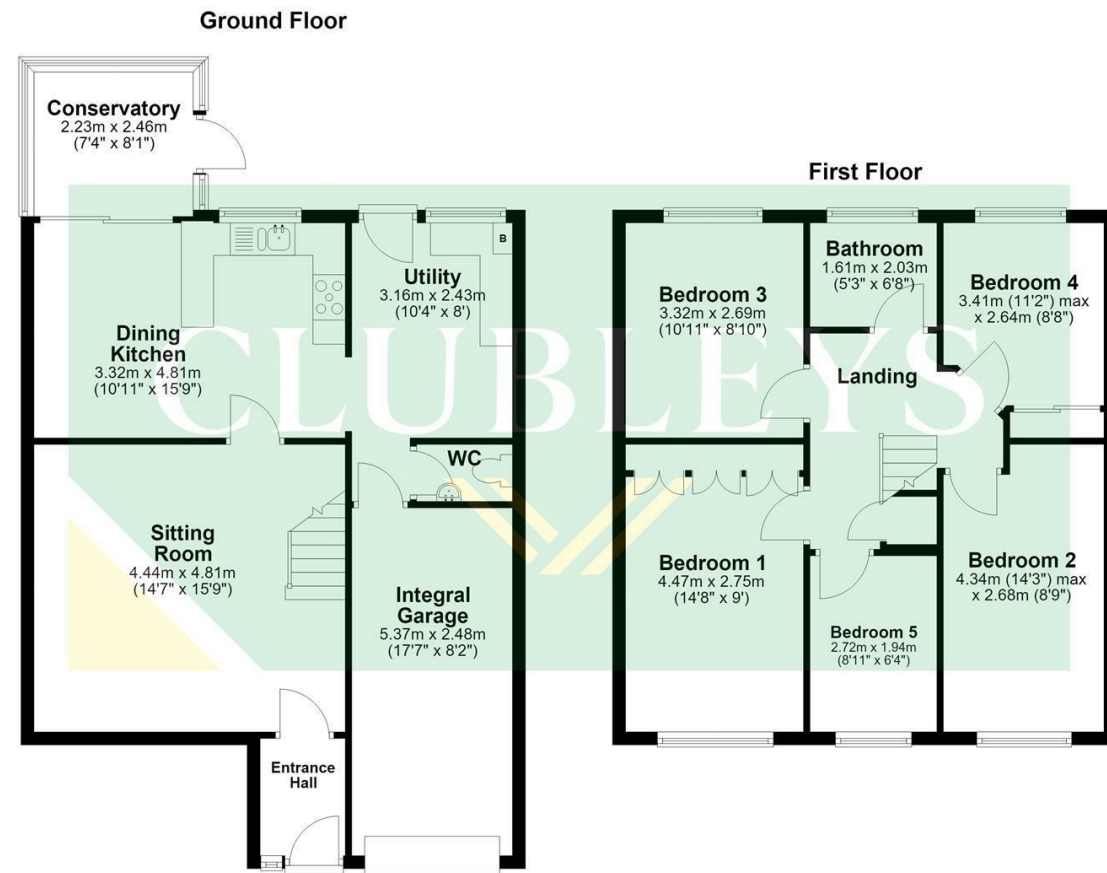 Ground Floor
Conservatory
2.23m x 2.46m
(7'4" x 8'1")
Dining
Kitchen
3.32m x 4.81m
(10'11" x 15'9")
Utility
3.16m x 2.43m
(10'4" x 8')
B
WC
Sitting
Room
4.44m x 4.81m
(14'7" x 15'9")
Integral
Garage
5.37m x 2.48m
(17'7" x 8'2")
Entrance
Hall
First Floor
Bedroom 3
3.32m x 2.69m
(10'11" x 8'10")
Bathroom
1.61m x 2.03m
(5'3" x 6'8")
Bedroom 4
3.41m (11'2") max
x 2.64m (8'8")
Landing
Bedroom 1
4.47m x 2.75m
(14'8" x 9')
Bedroom 5
2.72m x 1.94m
(8'11" x 6'4")
Bedroom 2
4.34m (14'3") max
x 2.68m (8'9")
CLUBLEYS